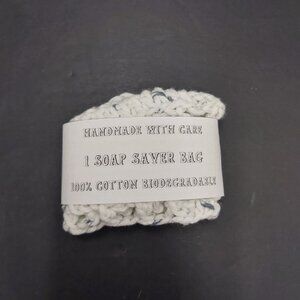 HANDMADE WITH CARE
1 SOAP SAVER BAG
100% COTTON BIODEGRADABLE